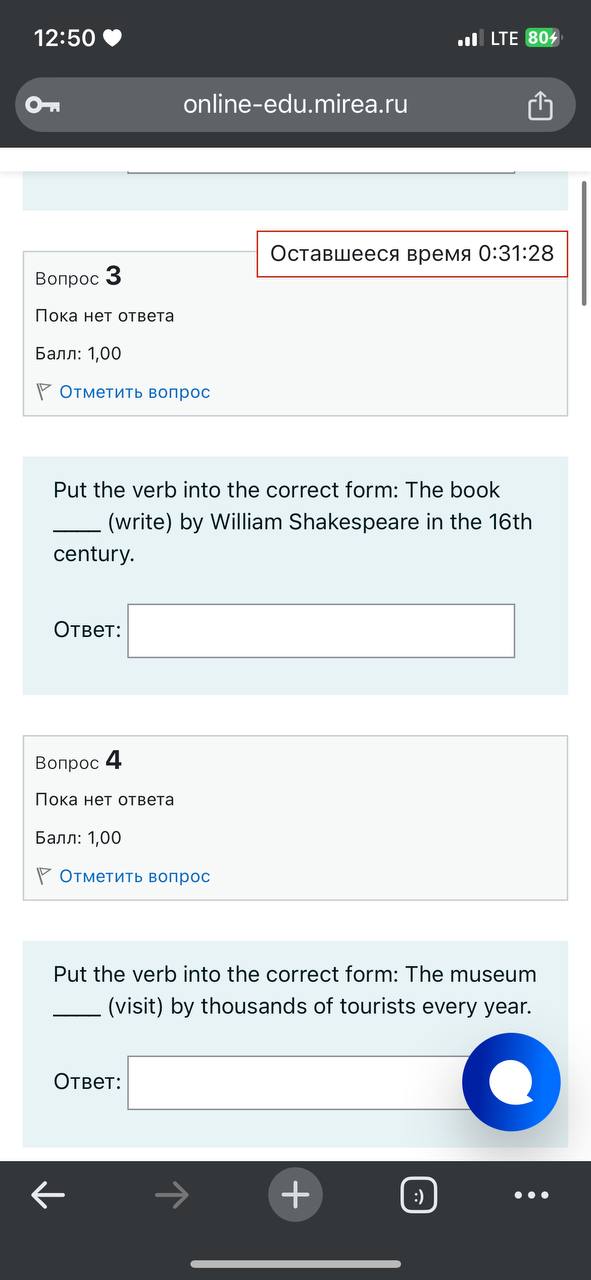 12:50
LTE 80
online-edu.mirea.ru
Оставшееся время 0:31:28
Вопрос 3
Пока нет ответа
Балл: 1,00
Отметить вопрос
Put the verb into the correct form: The book
____ (write) by William Shakespeare in the 16th
century.
Ответ:
Вопрос 4
Пока нет ответа
Балл: 1,00
Отметить вопрос
Put the verb into the correct form: The museum
____ (visit) by thousands of tourists every year.
Ответ:
:)